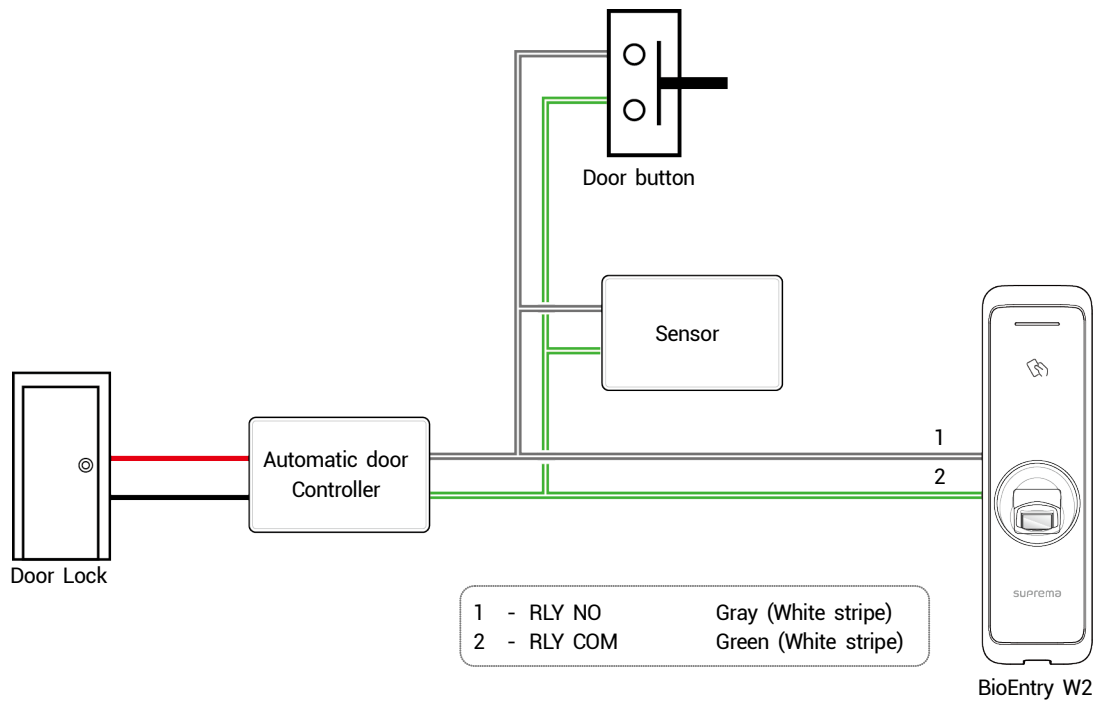 Door button
Sensor
Automatic door
Controller
1
2
Door Lock
1 - RLY NO Gray (White stripe)
2 - RLY COM Green (White stripe)
suprema
BioEntry W2